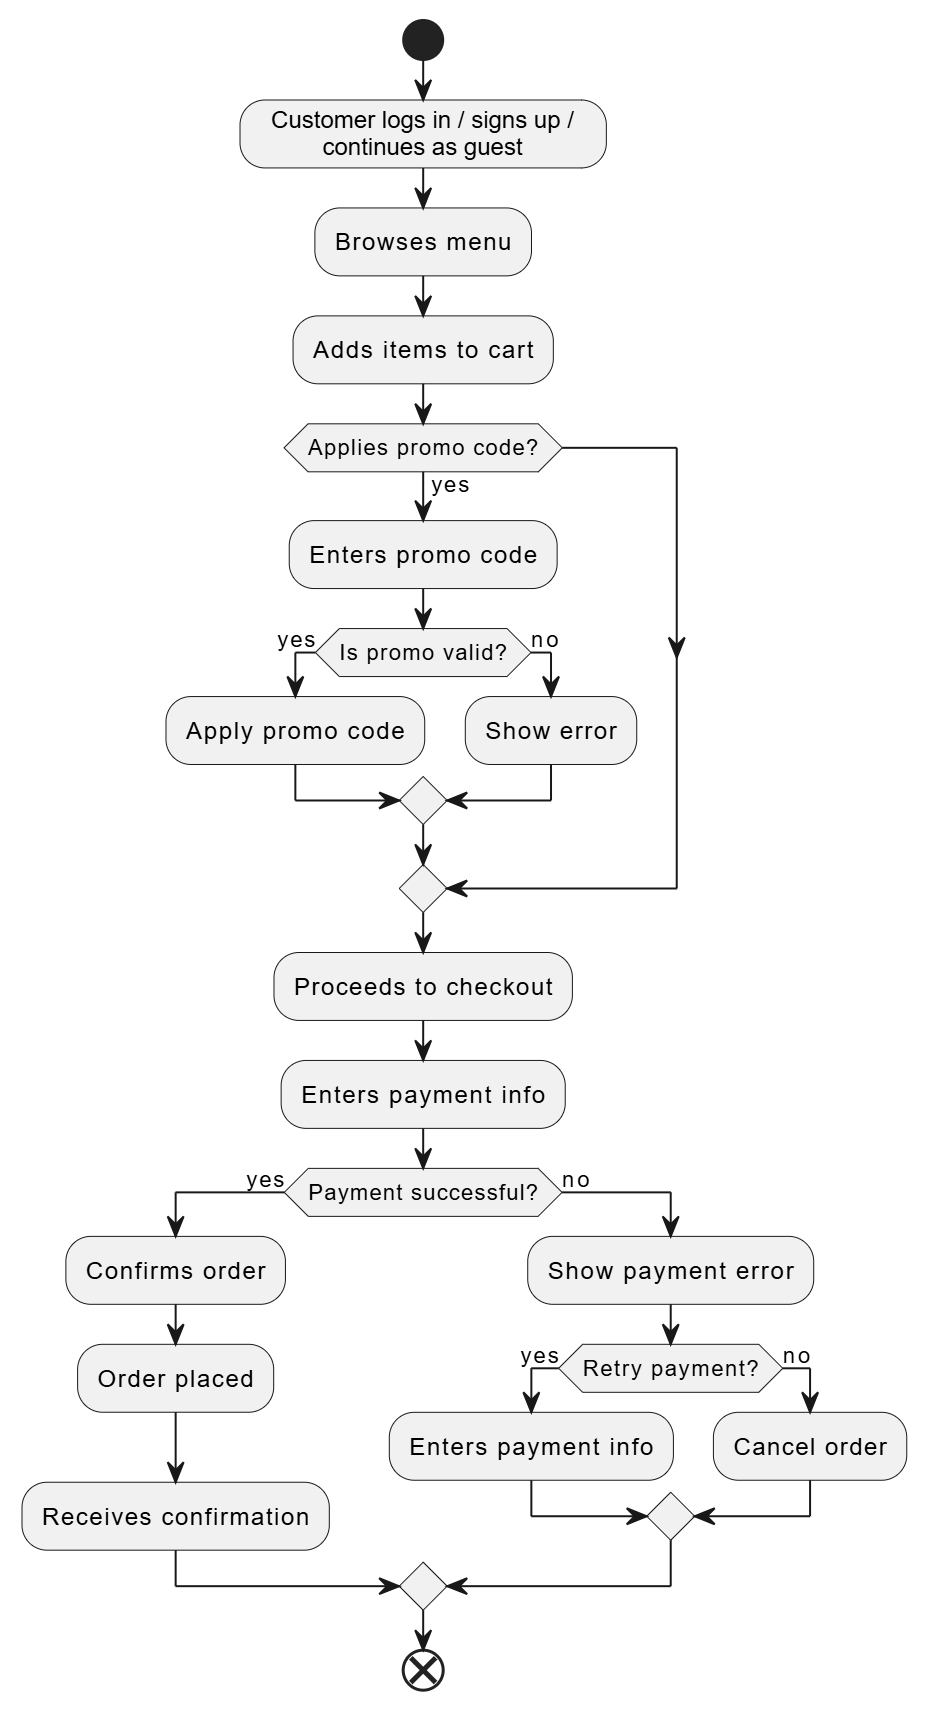 Customer logs in / signs up /
continues as guest
Browses menu
Adds items to cart
Applies promo code?
yes
Enters promo code
yes
Is promo valid?
no
Apply promo code
Show error
Proceeds to checkout
Enters payment info
yes
Payment successful?
no
Confirms order
Show payment error
Order placed
yes
Retry payment?
no
Enters payment info
Cancel order
Receives confirmation